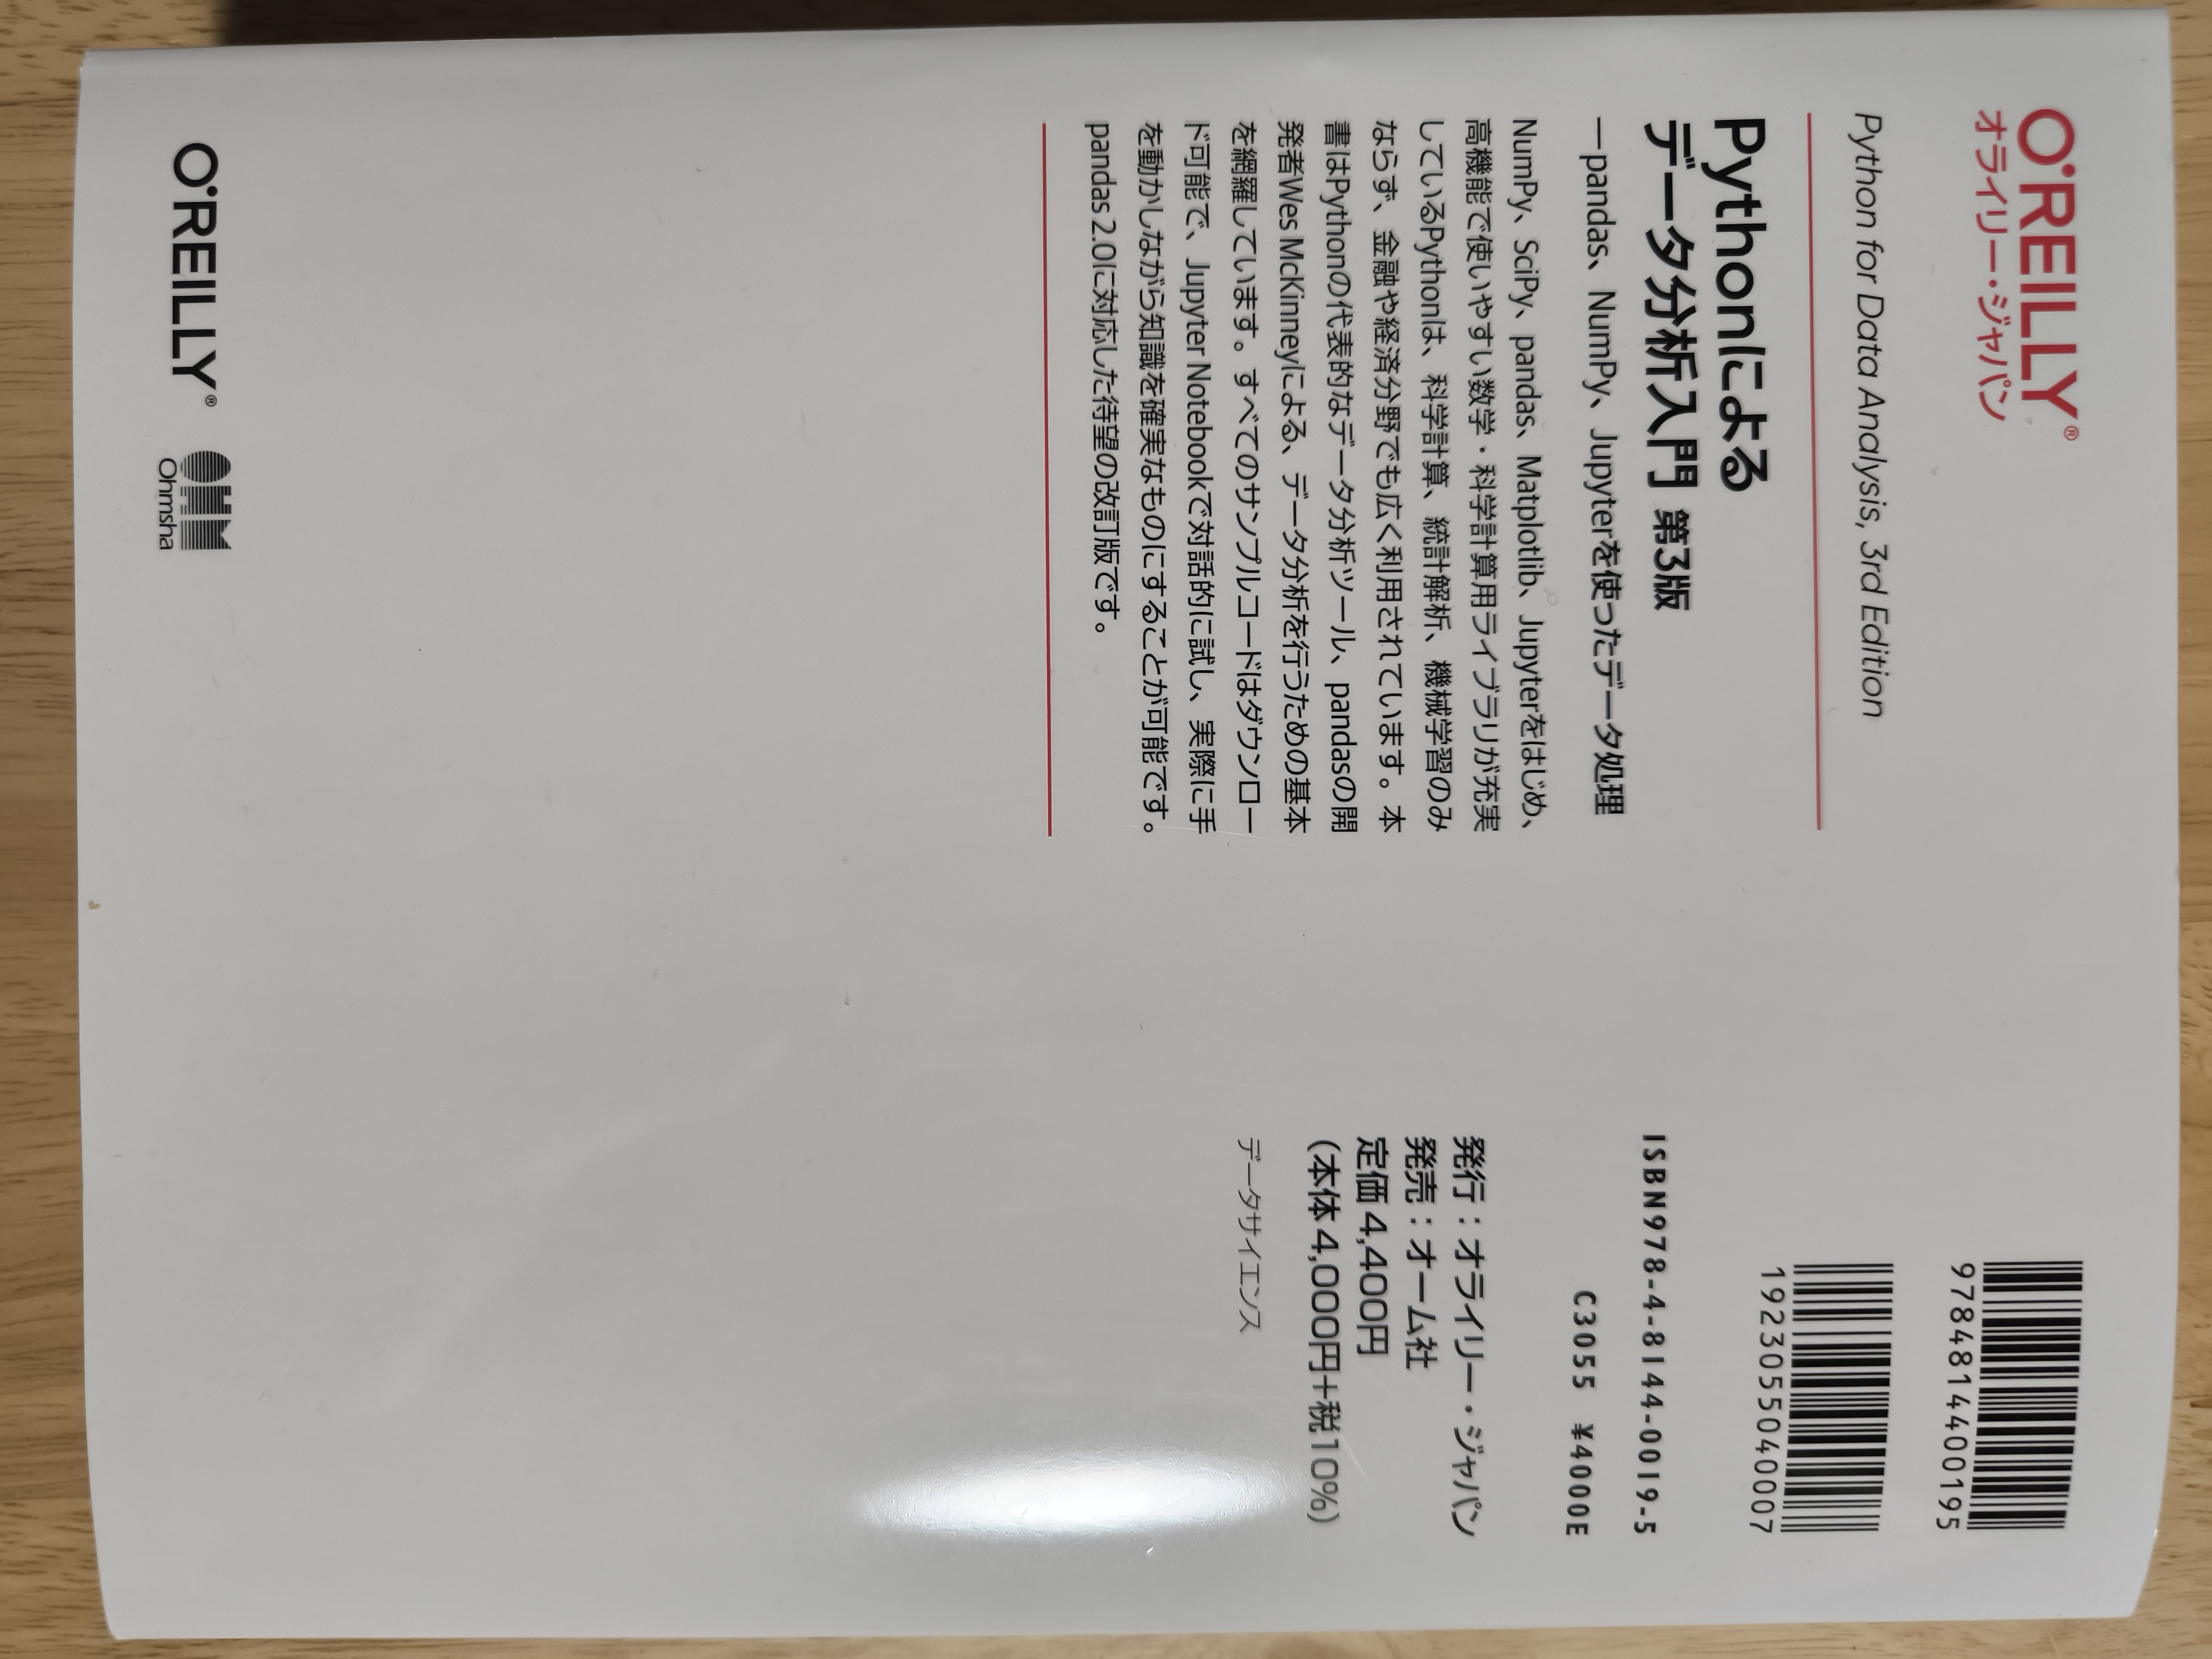 O'REILLY®
オライリー・ジャパン
Python for Data Analysis, 3rd Edition
Pythonによる
データ分析入門 第3版
―pandas、NumPy、Jupyterを使ったデータ処理
NumPy、SciPy、pandas、Matplotlib、Jupyterをはじめ、
高機能で使いやすい数学・科学計算用ライブラリが充実
しているPythonは、科学計算、統計解析、機械学習のみ
ならず、金融や経済分野でも広く利用されています。本
書はPythonの代表的なデータ分析ツール、pandasの開
発者Wes McKinneyによる、データ分析を行うための基本
を網羅しています。すべてのサンプルコードはダウンロー
ド可能で、Jupyter Notebookで対話的に試し、実際に手
を動かしながら知識を確実なものにすることが可能です。
pandas 2.0に対応した待望の改訂版です。
9784814400195
1923055040007
ISBN978-4-8144-0019-5
C3055 ¥4000E
発行：オライリー・ジャパン
発売：オーム社
定価4,400円
（本体4,000円+税10%）
データサイエンス
O'REILLY®
OHM
Ohmsha